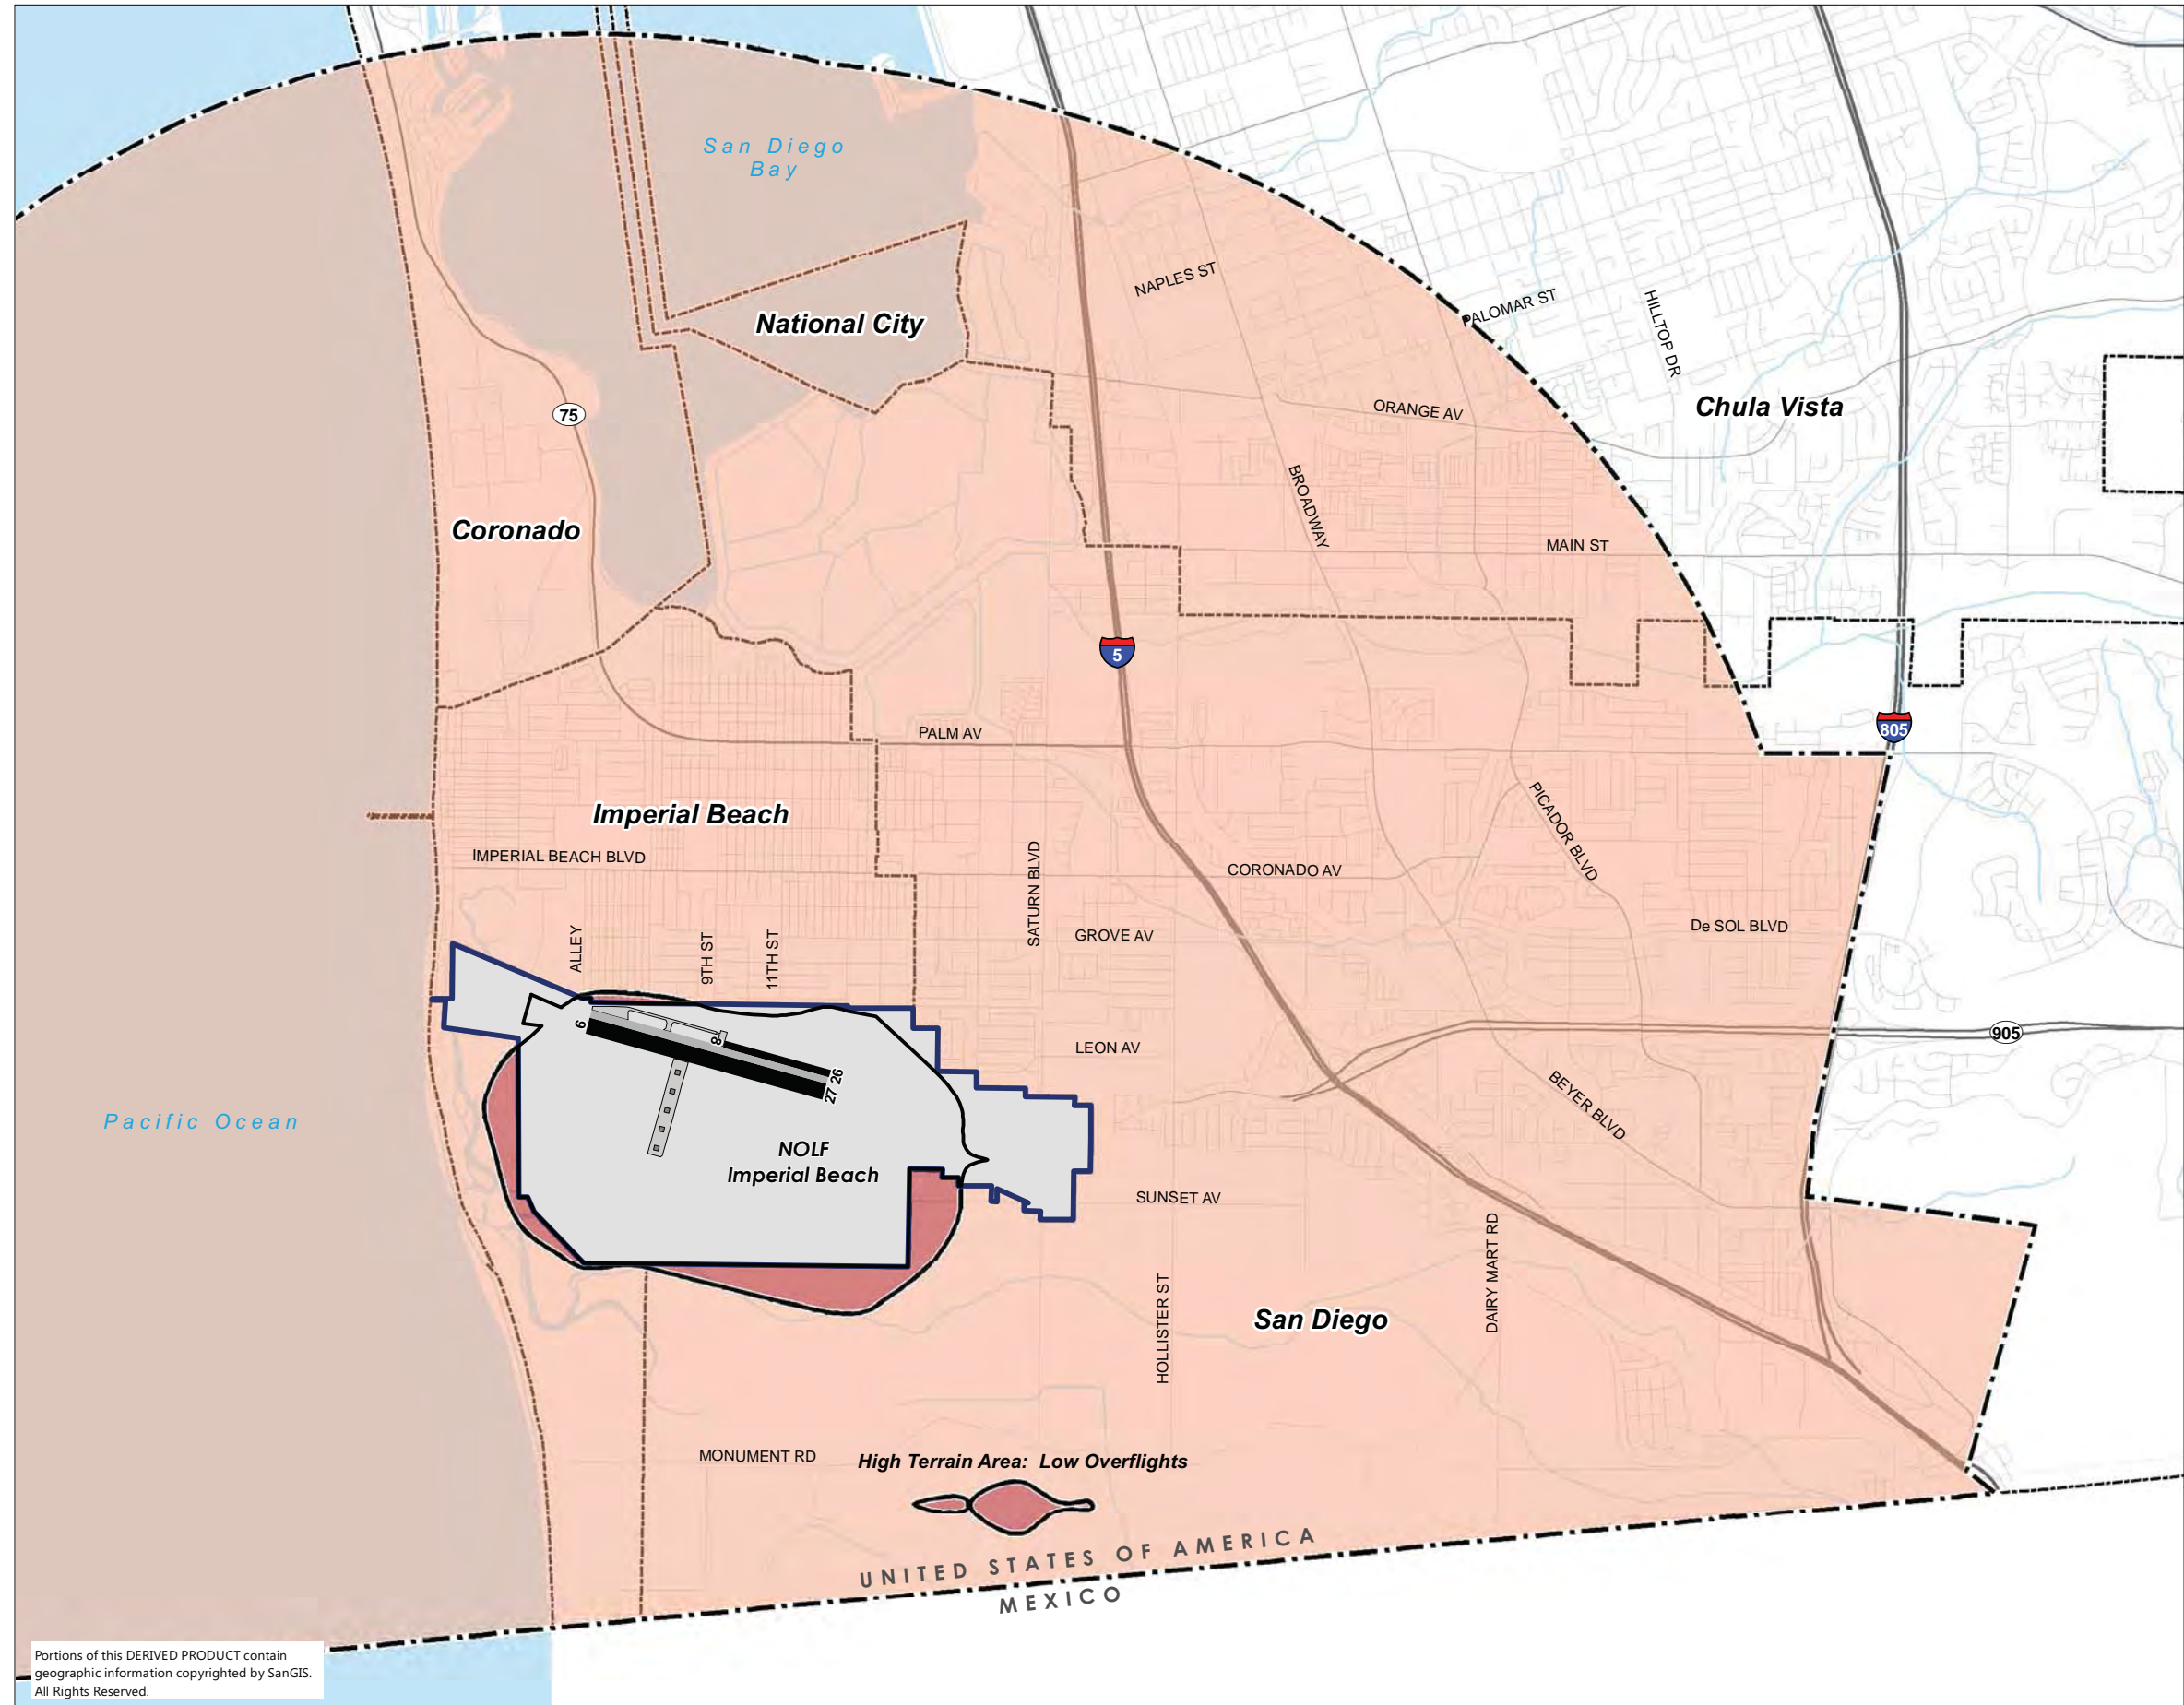 San Diego
Bay
NAPLES ST
PALOMAR ST
HILLTOP DR
National City
75
ORANGE AV
Chula Vista
BROADWAY
Coronado
MAIN ST
5
805
PALM AV
Imperial Beach
PICADOR BLVD
IMPERIAL BEACH BLVD
SATURN BLVD
CORONADO AV
De SOL BLVD
ALLEY
9TH ST
11TH ST
GROVE AV
9
8
26
27
LEON AV
905
BEYER BLVD
Pacific Ocean
NOLF
Imperial Beach
SUNSET AV
HOLLISTER ST
DAIRY MART RD
San Diego
MONUMENT RD
High Terrain Area: Low Overflights
UNITED STATES OF AMERICA
MEXICO
Portions of this DERIVED PRODUCT contain
geographic information copyrighted by SanGIS.
All Rights Reserved.